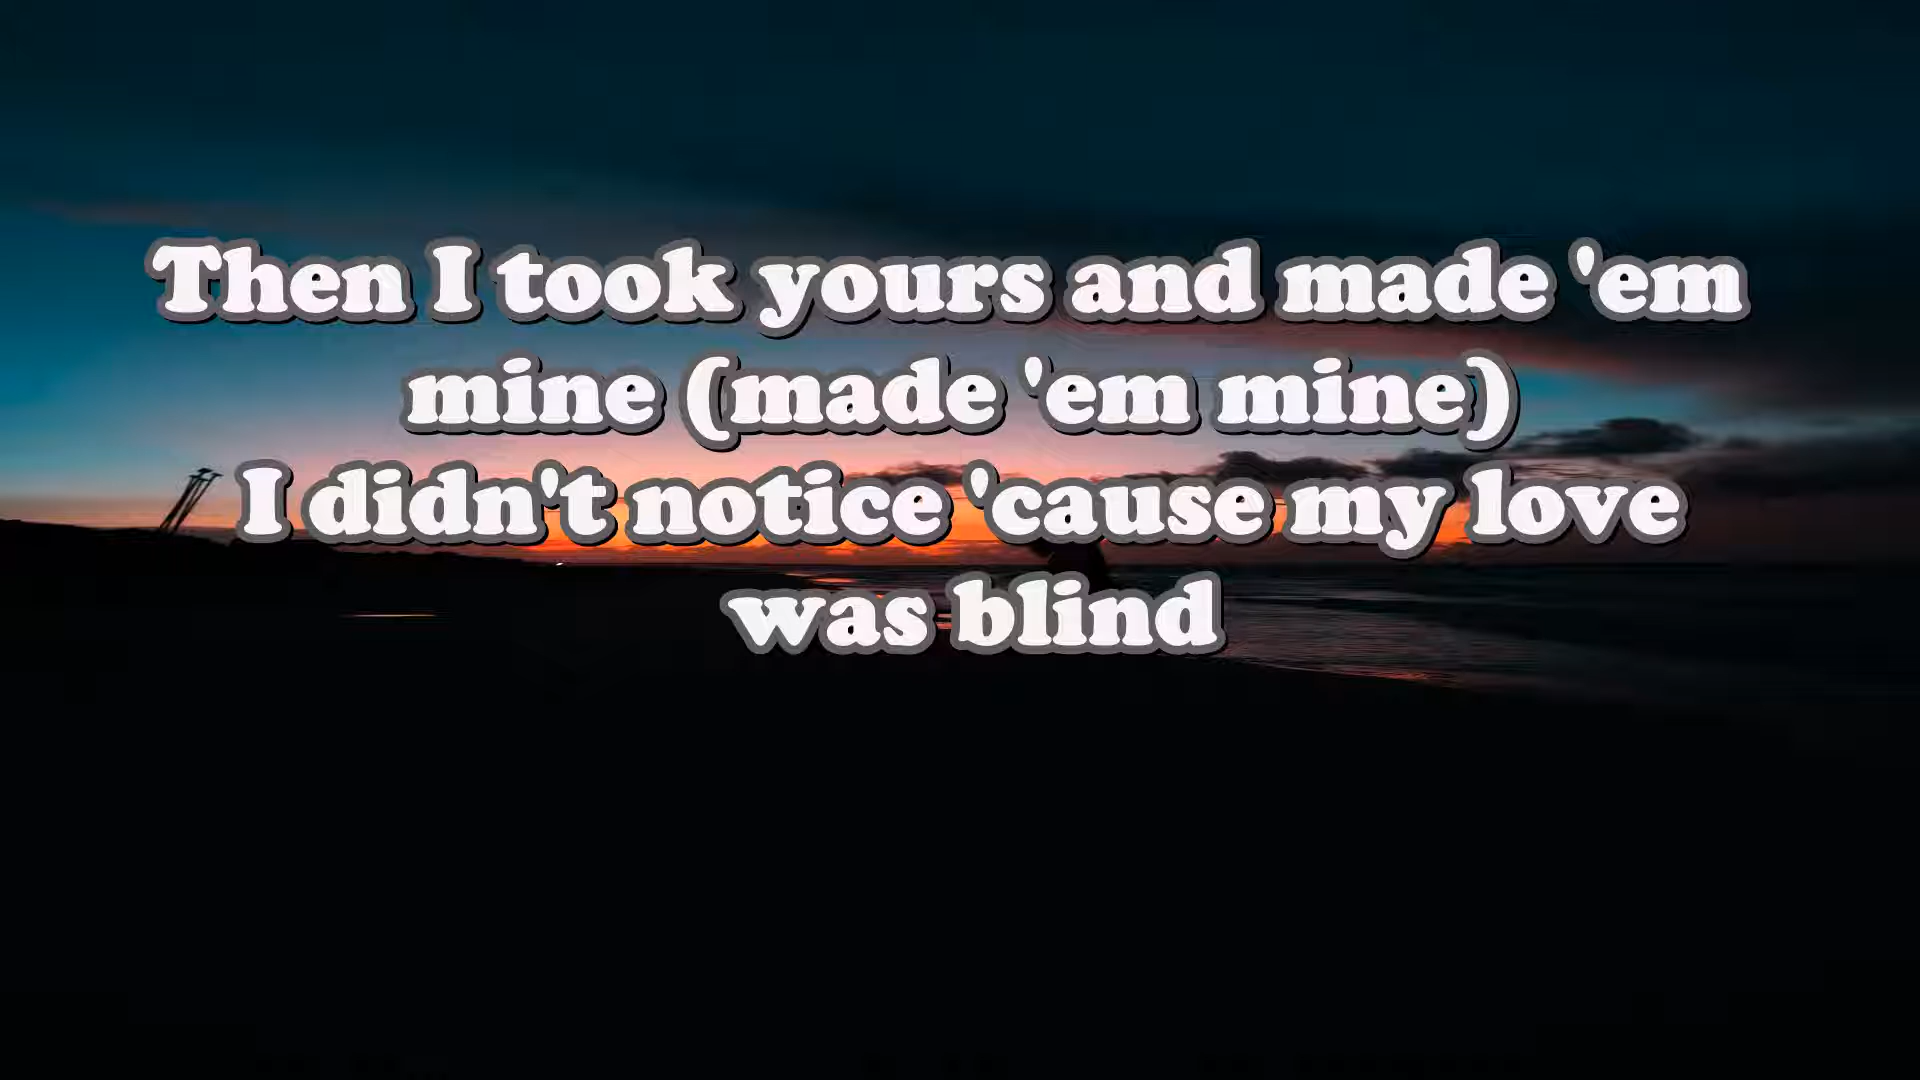 Then I took yours and made 'em
mine (made 'em mine)
I didn't notice 'cause my love
was blind